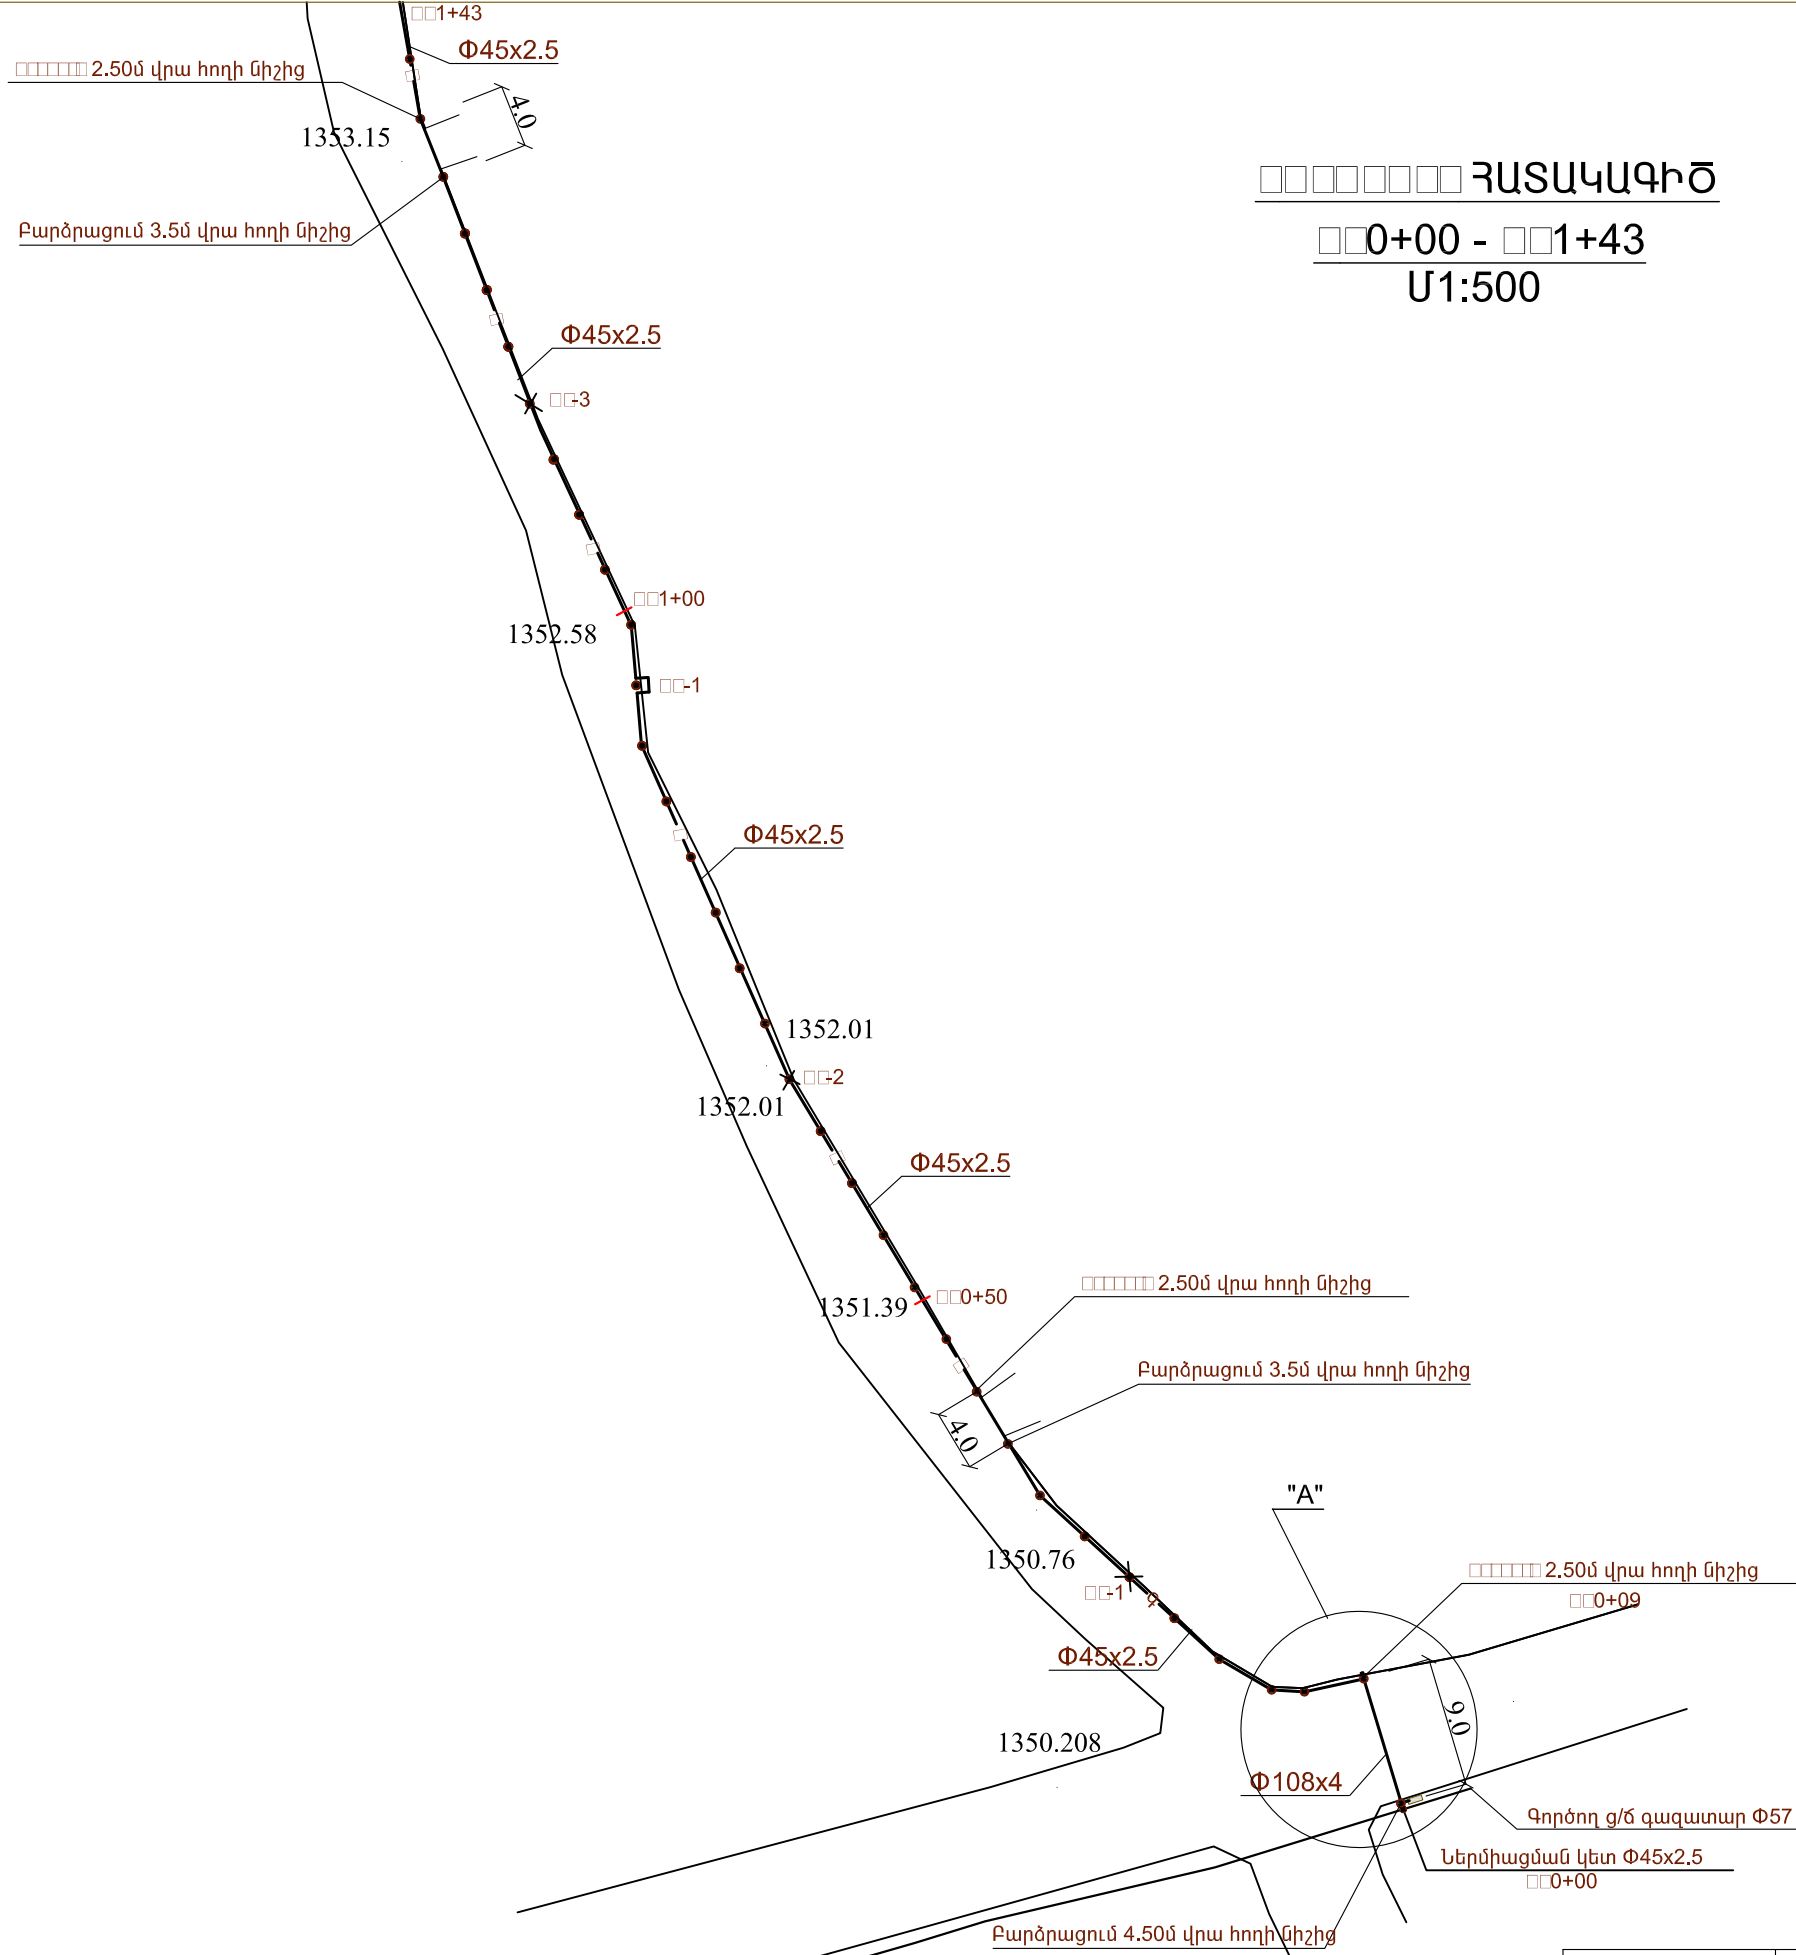 1+43
Φ45x2.5
2.50մ վրա հողի նիշից
4.0
1353.15
ՀԱՏԱԿԱԳԻԾ
Բարձրացում 3.5մ վրա հողի նիշից
0+00 - 1+43
Մ1:500
Φ45x2.5
-3
1+00
1352.58
-1
Φ45x2.5
1352.01
-2
1352.01
Φ45x2.5
2.50մ վրա հողի նիշից
0+50
1351.39
Բարձրացում 3.5մ վրա հողի նիշից
4.0
"A"
1350.76
2.50մ վրա հողի նիշից
-1
0+09
Φ45x2.5
9.0
1350.208
Φ108x4
Գործող ց/ճ գազատար Φ57
Ներմիացման կետ Φ45x2.5
0+00
Բարձրացում 4.50մ վրա հողի նիշից